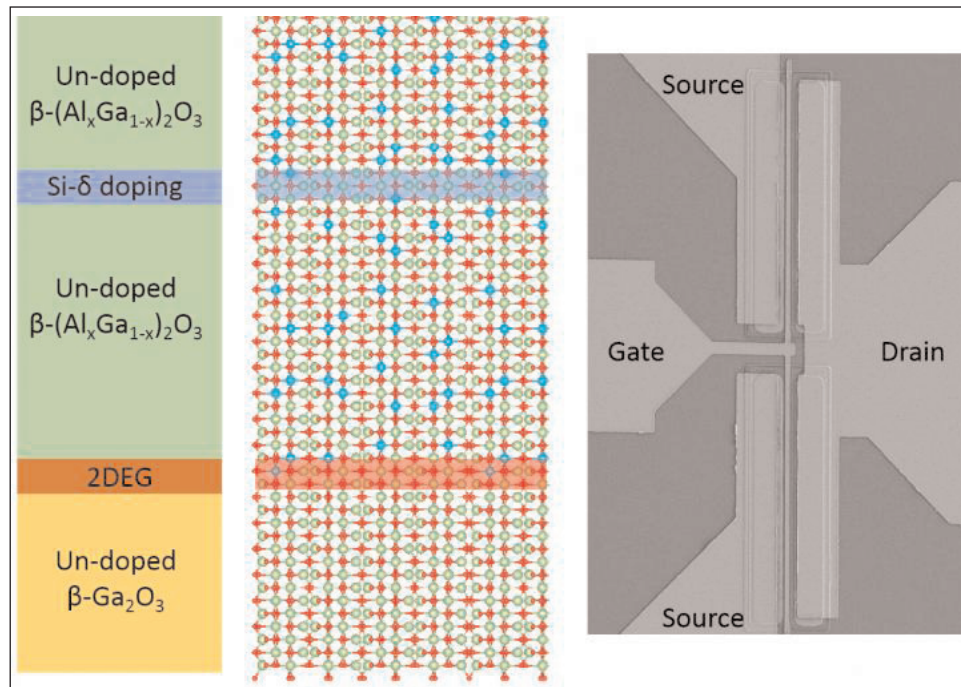 Un-doped
β-(AlₓGa₁₋ₓ)₂O₃
Si-δ doping
Un-doped
β-(AlₓGa₁₋ₓ)₂O₃
2DEG
Un-doped
β-Ga₂O₃
Source
Gate
Drain
Source